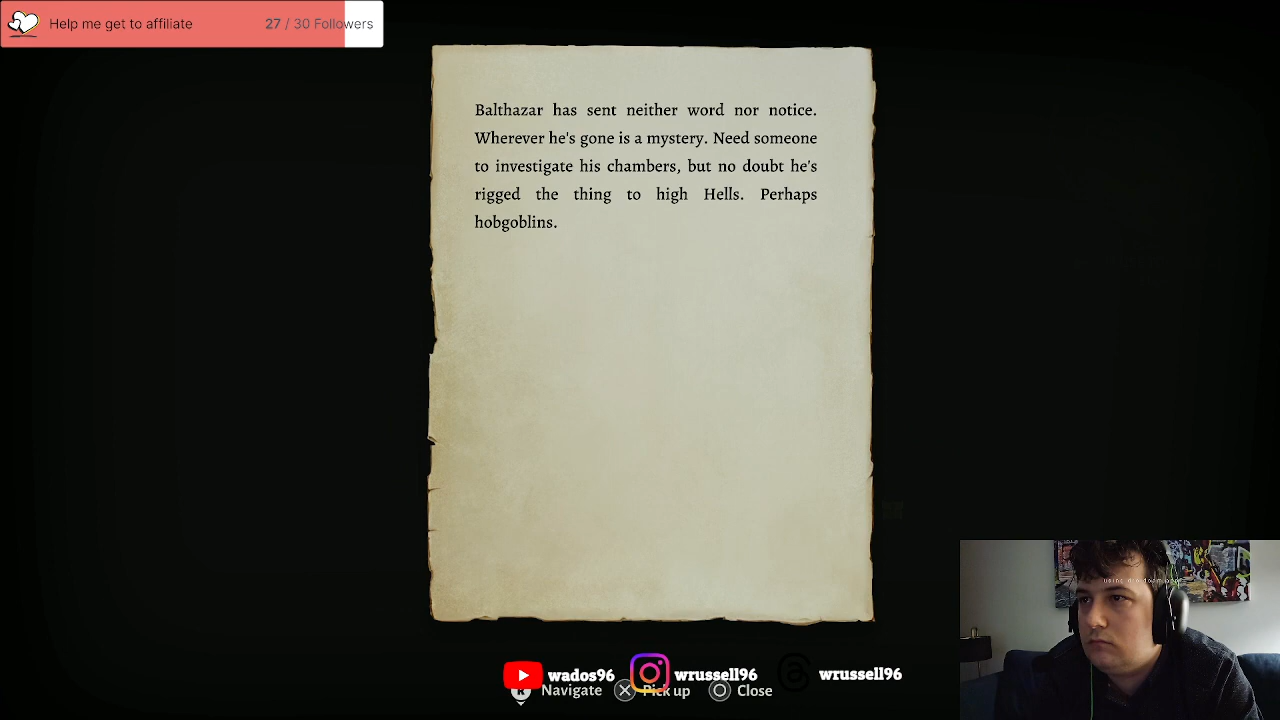 Help me get to affiliate 27 / 30 Followers
Balthazar has sent neither word nor notice.
Wherever he's gone is a mystery. Need someone
to investigate his chambers, but no doubt he's
rigged the thing to high Hells. Perhaps
hobgoblins.
wados96 wrussell96 wrussell96
R Navigate Pick up Close